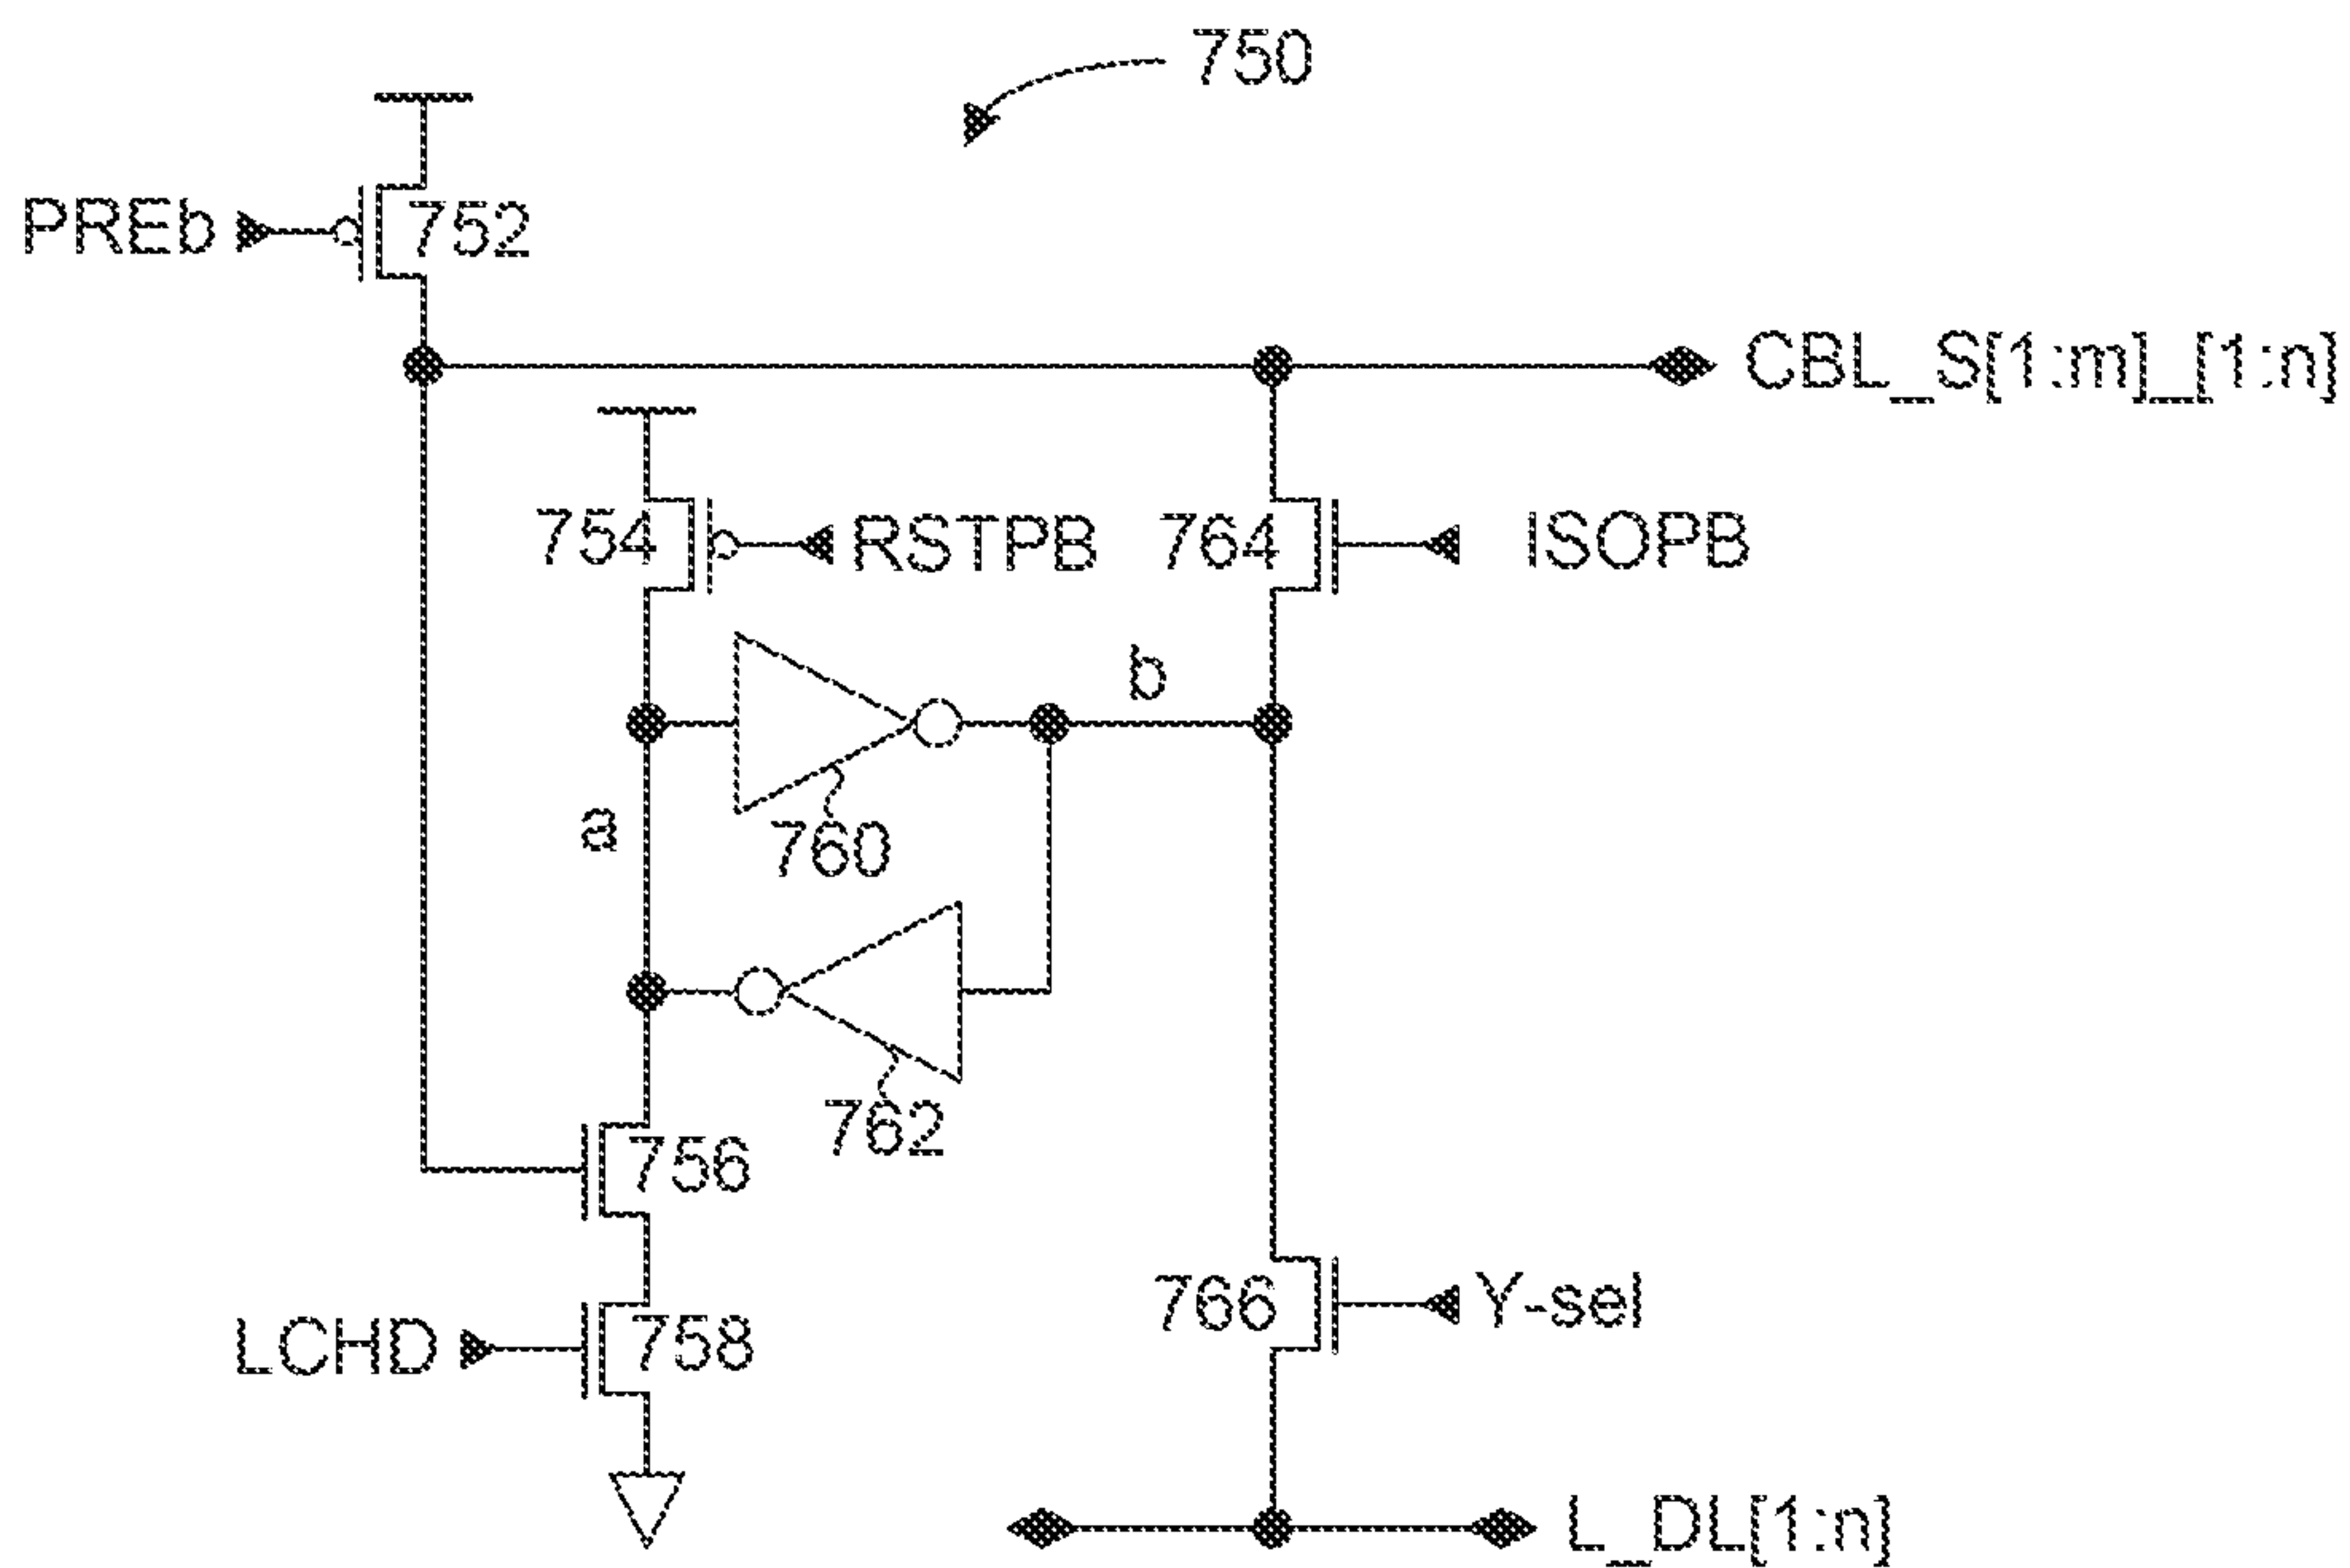 750
PREb
752
CBL_S[1:m]_[1:n]
754
RSTPB
764
ISOPB
b
a
760
762
756
766
Y-sel
LCHD
758
L_DL[1:n]